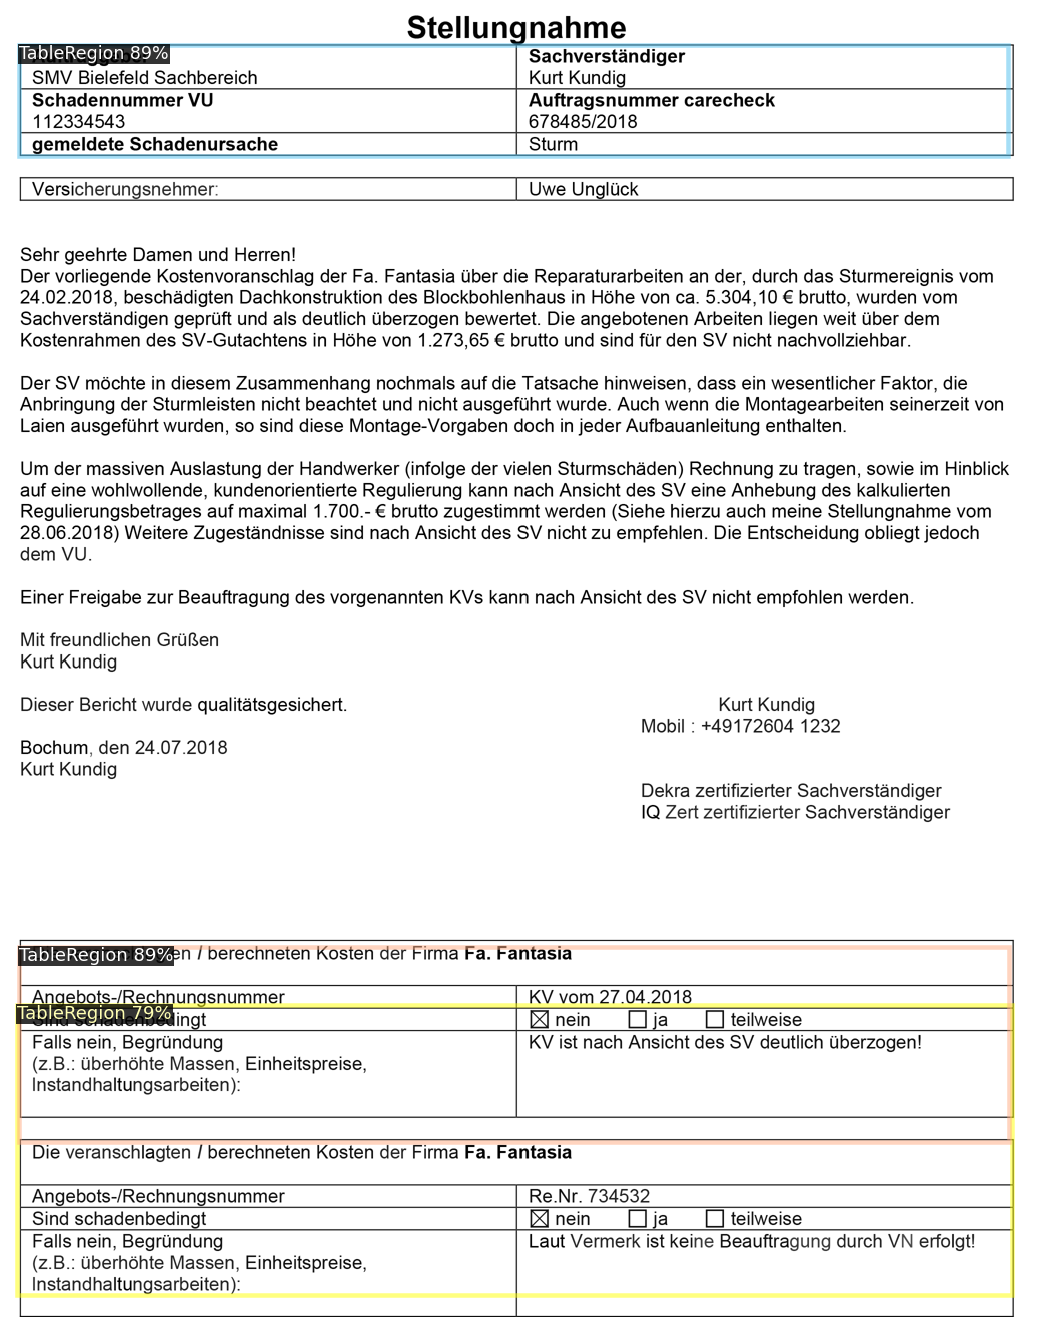 Stellungnahme
TableRegion 89%
Sachverständiger
SMV Bielefeld Sachbereich
Kurt Kundig
Schadennummer VU
Auftragsnummer carecheck
112334543
678485/2018
gemeldete Schadenursache
Sturm
Versicherungsnehmer:
Uwe Unglück
Sehr geehrte Damen und Herren!
Der vorliegende Kostenvoranschlag der Fa. Fantasia über die Reparaturarbeiten an der, durch das Sturmereignis vom
24.02.2018, beschädigten Dachkonstruktion des Blockbohlenhaus in Höhe von ca. 5.304,10 € brutto, wurden vom
Sachverständigen geprüft und als deutlich überzogen bewertet. Die angebotenen Arbeiten liegen weit über dem
Kostenrahmen des SV-Gutachtens in Höhe von 1.273,65 € brutto und sind für den SV nicht nachvollziehbar.
Der SV möchte in diesem Zusammenhang nochmals auf die Tatsache hinweisen, dass ein wesentlicher Faktor, die
Anbringung der Sturmleisten nicht beachtet und nicht ausgeführt wurde. Auch wenn die Montagearbeiten seinerzeit von
Laien ausgeführt wurden, so sind diese Montage-Vorgaben doch in jeder Aufbauanleitung enthalten.
Um der massiven Auslastung der Handwerker (infolge der vielen Sturmschäden) Rechnung zu tragen, sowie im Hinblick
auf eine wohlwollende, kundenorientierte Regulierung kann nach Ansicht des SV eine Anhebung des kalkulierten
Regulierungsbetrages auf maximal 1.700.- € brutto zugestimmt werden (Siehe hierzu auch meine Stellungnahme vom
28.06.2018) Weitere Zugeständnisse sind nach Ansicht des SV nicht zu empfehlen. Die Entscheidung obliegt jedoch
dem VU.
Einer Freigabe zur Beauftragung des vorgenannten KVs kann nach Ansicht des SV nicht empfohlen werden.
Mit freundlichen Grüßen
Kurt Kundig
Dieser Bericht wurde qualitätsgesichert.
Kurt Kundig
Mobil : +49172604 1232
Bochum, den 24.07.2018
Kurt Kundig
Dekra zertifizierter Sachverständiger
IQ Zert zertifizierter Sachverständiger
TableRegion 89%
/ berechneten Kosten der Firma Fa. Fantasia
Angebots-/Rechnungsnummer
KV vom 27.04.2018
TableRegion 79%
Sind schadenbedingt
☒ nein ☐ ja ☐ teilweise
Falls nein, Begründung
KV ist nach Ansicht des SV deutlich überzogen!
(z.B.: überhöhte Massen, Einheitspreise,
Instandhaltungsarbeiten):
Die veranschlagten / berechneten Kosten der Firma Fa. Fantasia
Angebots-/Rechnungsnummer
Re.Nr. 734532
Sind schadenbedingt
☒ nein ☐ ja ☐ teilweise
Falls nein, Begründung
Laut Vermerk ist keine Beauftragung durch VN erfolgt!
(z.B.: überhöhte Massen, Einheitspreise,
Instandhaltungsarbeiten):